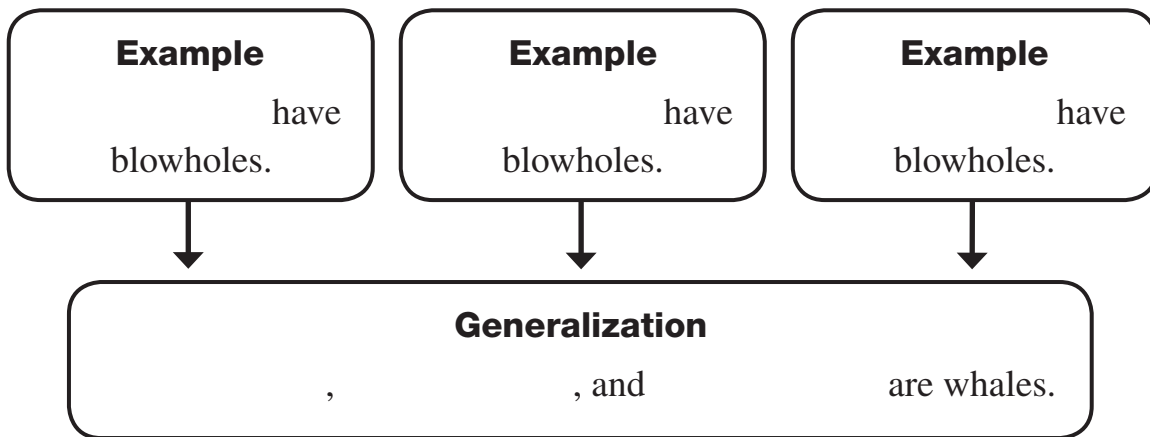 Example
have
blowholes.
Example
have
blowholes.
Example
have
blowholes.
Generalization
, , and are whales.